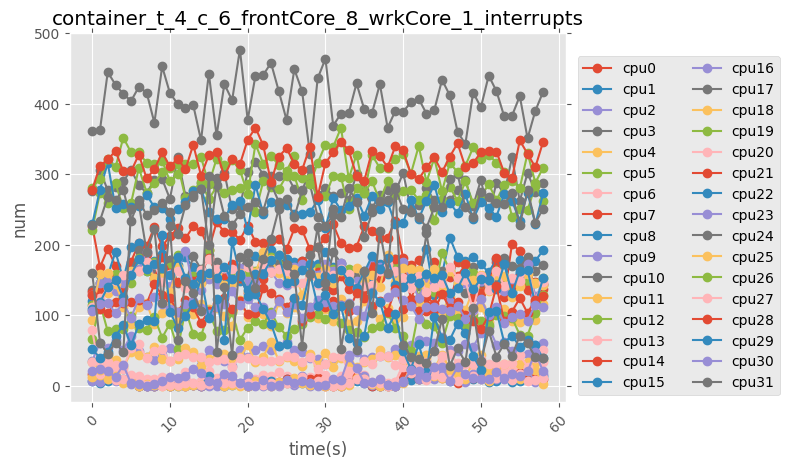 container_t_4_c_6_frontCore_8_wrkCore_1_interrupts
500
400
300
200
100
0
num
0 10 20 30 40 50 60
time(s)
cpu0 cpu16
cpu1 cpu17
cpu2 cpu18
cpu3 cpu19
cpu4 cpu20
cpu5 cpu21
cpu6 cpu22
cpu7 cpu23
cpu8 cpu24
cpu9 cpu25
cpu10 cpu26
cpu11 cpu27
cpu12 cpu28
cpu13 cpu29
cpu14 cpu30
cpu15 cpu31